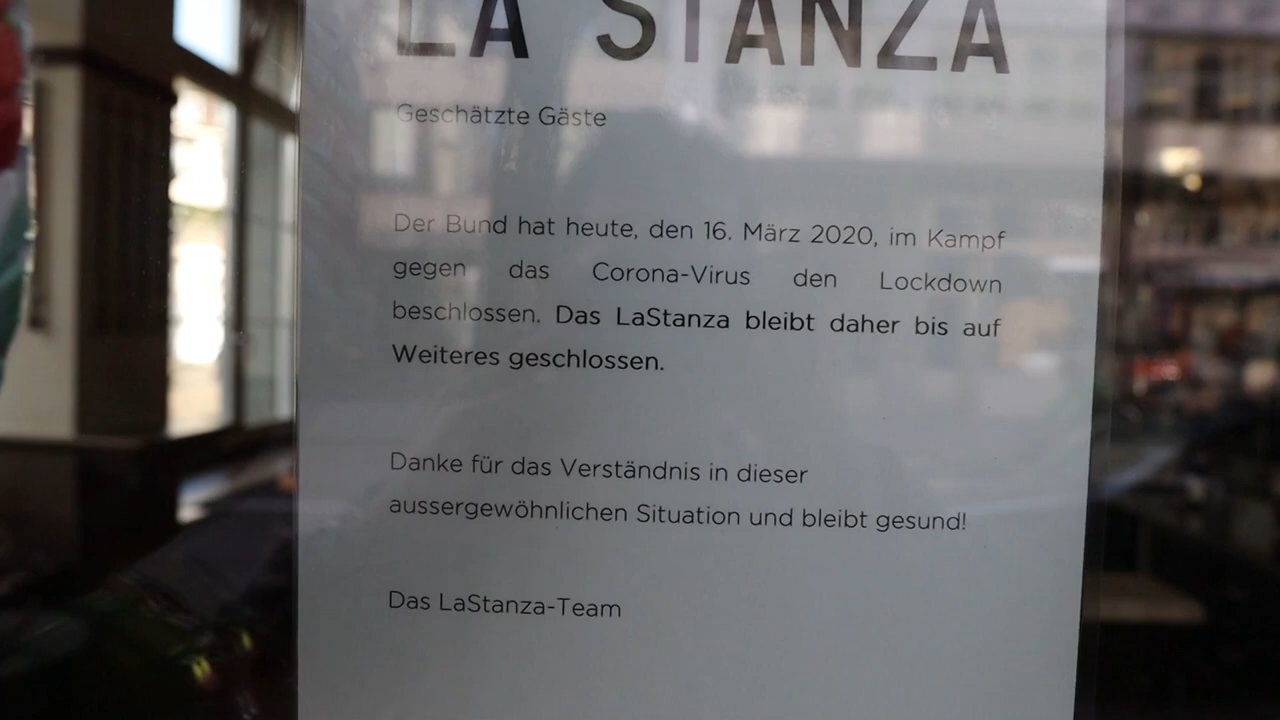 LA STANZA
Geschätzte Gäste
Der Bund hat heute, den 16. März 2020, im Kampf
gegen das Corona-Virus den Lockdown
beschlossen. Das LaStanza bleibt daher bis auf
Weiteres geschlossen.
Danke für das Verständnis in dieser
aussergewöhnlichen Situation und bleibt gesund!
Das LaStanza-Team